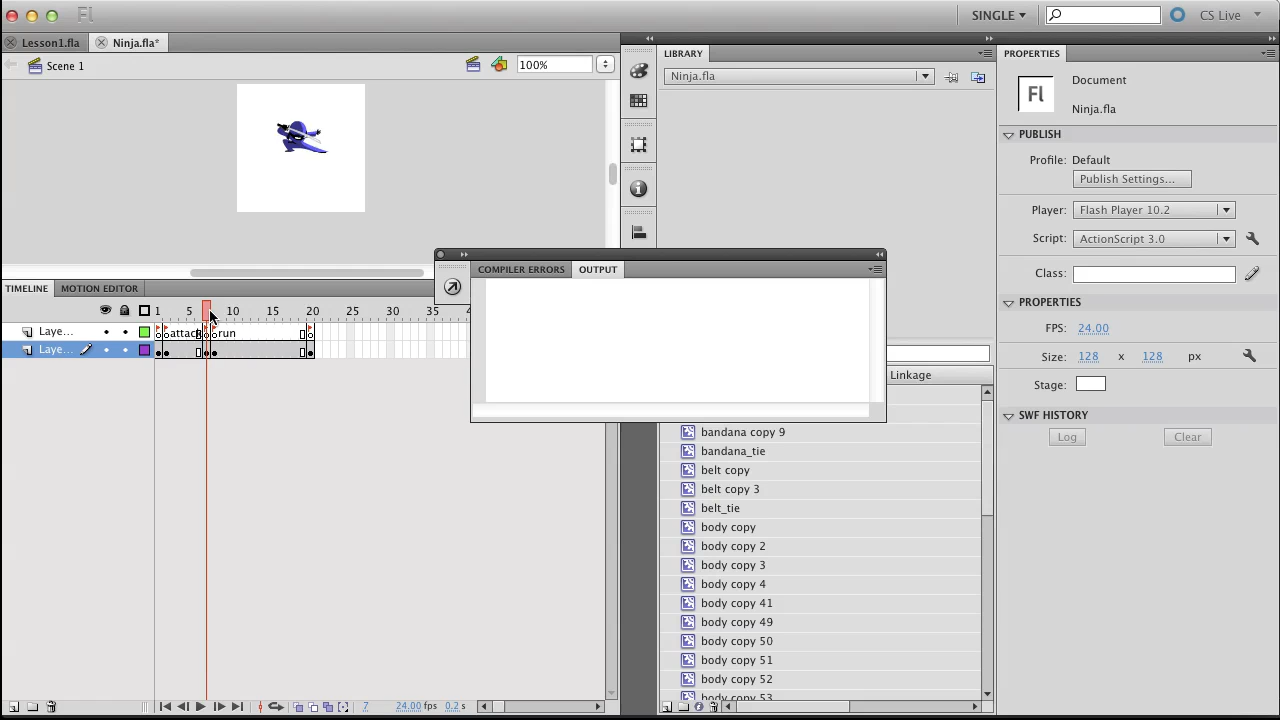 Fl
SINGLE
CS Live
Lesson1.fla
Ninja.fla*
Scene 1
100%
LIBRARY
Ninja.fla
PROPERTIES
Fl
Document
Ninja.fla
PUBLISH
Profile: Default
Publish Settings...
Player: Flash Player 10.2
Script: ActionScript 3.0
Class:
PROPERTIES
FPS: 24.00
Size: 128 x 128 px
Stage:
SWF HISTORY
Log Clear
COMPILER ERRORS OUTPUT
TIMELINE MOTION EDITOR
1 5 10 15 20 25 30 35
Laye... attack run
Laye...
Linkage
bandana copy 9
bandana_tie
belt copy
belt copy 3
belt_tie
body copy
body copy 2
body copy 3
body copy 4
body copy 41
body copy 49
body copy 50
body copy 51
body copy 52
body copy 53
7 24.00 fps 0.2 s